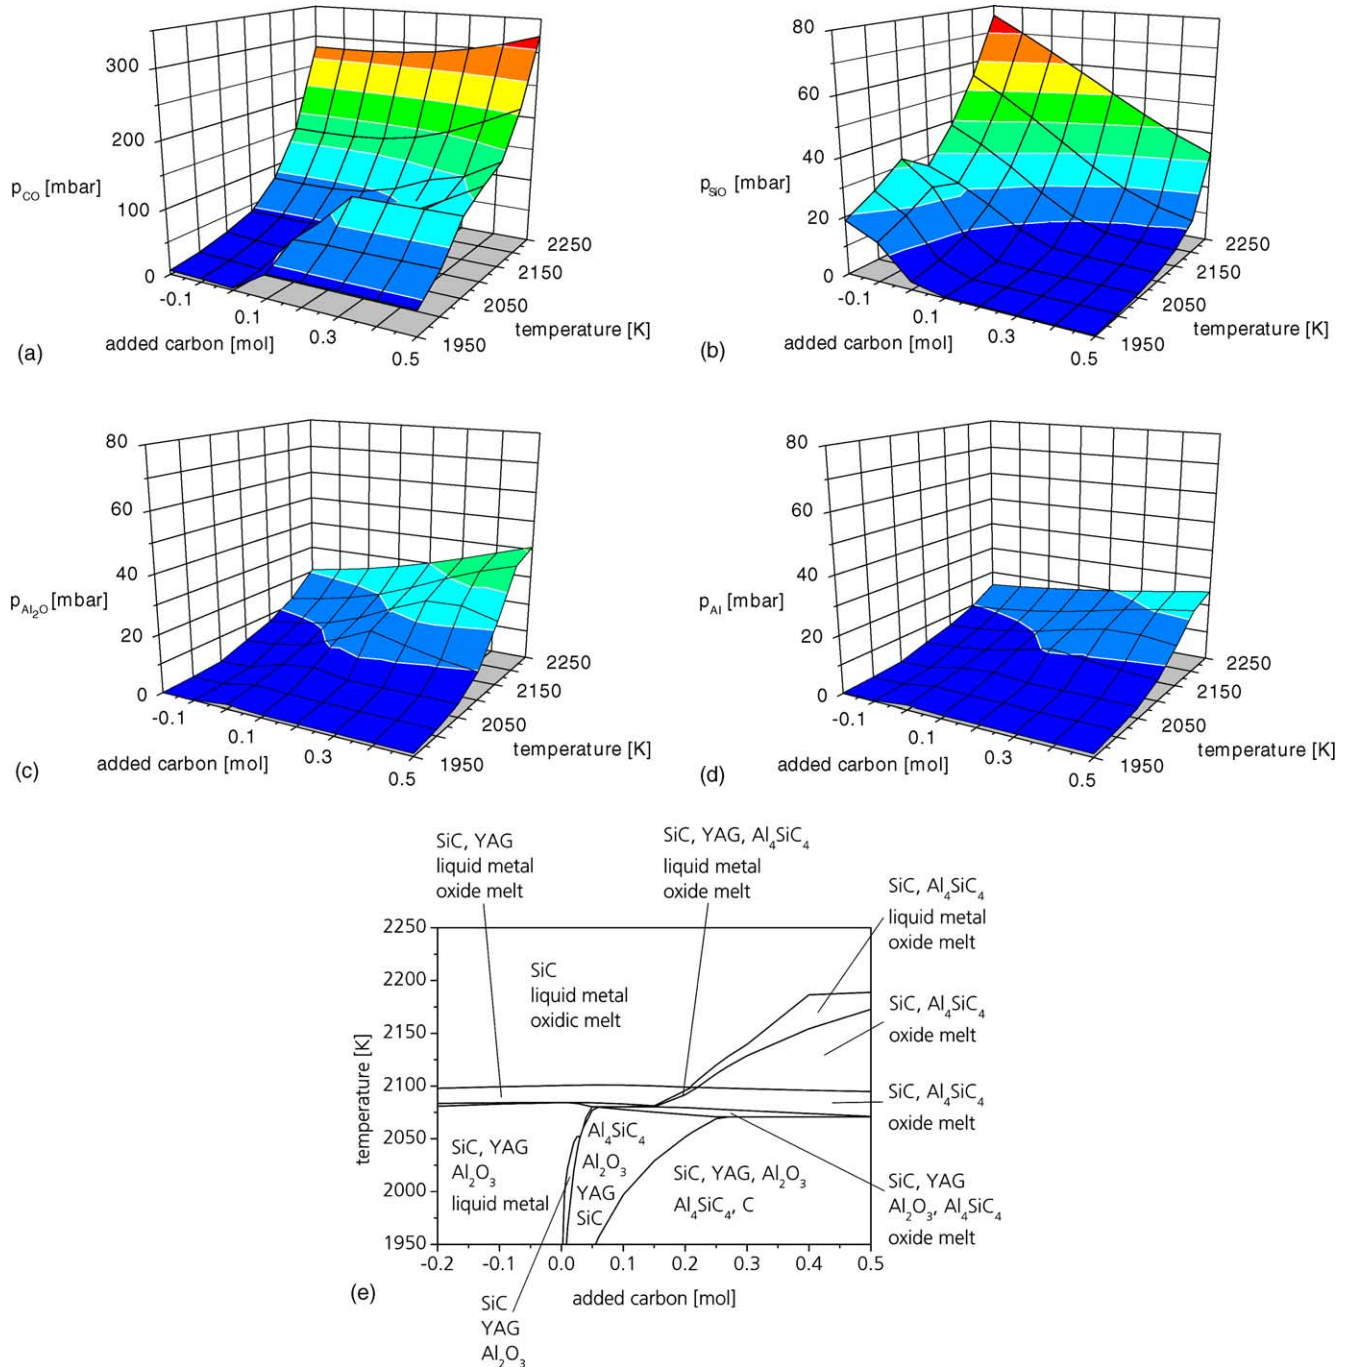 300
200
100
0
p_CO [mbar]
-0.1
0.1
0.3
0.5
added carbon [mol]
1950
2050
2150
2250
temperature [K]
(a)
80
60
40
20
0
p_SiO [mbar]
-0.1
0.1
0.3
0.5
added carbon [mol]
1950
2050
2150
2250
temperature [K]
(b)
80
60
40
20
0
p_Al₂O [mbar]
-0.1
0.1
0.3
0.5
added carbon [mol]
1950
2050
2150
2250
temperature [K]
(c)
80
60
40
20
0
p_Al [mbar]
-0.1
0.1
0.3
0.5
added carbon [mol]
1950
2050
2150
2250
temperature [K]
(d)
SiC, YAG
liquid metal
oxide melt
SiC, YAG, Al₄SiC₄
liquid metal
oxide melt
SiC, Al₄SiC₄
liquid metal
oxide melt
SiC, Al₄SiC₄
oxide melt
SiC, Al₄SiC₄
oxide melt
SiC, YAG
Al₂O₃, Al₄SiC₄
oxide melt
SiC
liquid metal
oxidic melt
SiC, YAG
Al₂O₃
liquid metal
Al₄SiC₄
Al₂O₃
YAG
SiC
SiC, YAG, Al₂O₃
Al₄SiC₄, C
2250
2200
2150
2100
2050
2000
1950
temperature [K]
-0.2
-0.1
0.0
0.1
0.2
0.3
0.4
0.5
added carbon [mol]
(e)
SiC
YAG
Al₂O₃